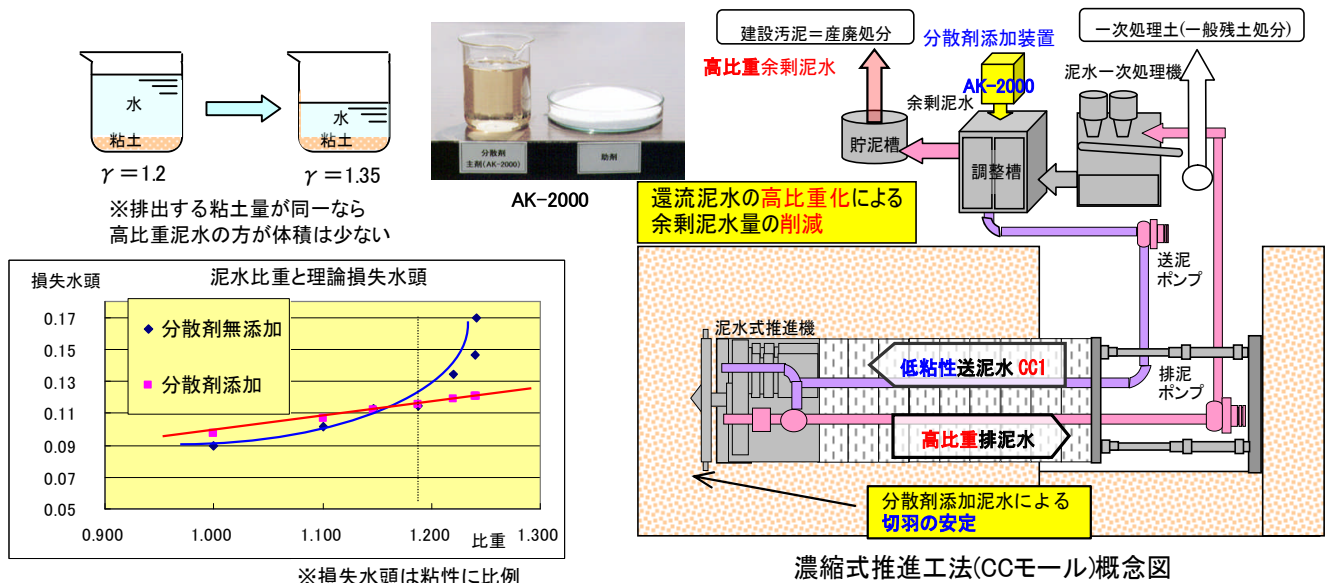 水
粘土
γ=1.2
水
粘土
γ=1.35
※排出する粘土量が同一なら
高比重泥水の方が体積は少ない
分散剤
主剤(AK-2000)
助剤
AK-2000
建設汚泥=産廃処分
高比重余剰泥水
分散剤添加装置
AK-2000
一次処理土(一般残土処分)
泥水一次処理機
余剰泥水
貯泥槽
調整槽
還流泥水の高比重化による
余剰泥水量の削減
送泥
ポンプ
泥水式推進機
低粘性送泥水 CC1
排泥
ポンプ
高比重排泥水
分散剤添加泥水による
切羽の安定
濃縮式推進工法(CCモール)概念図
損失水頭
泥水比重と理論損失水頭
分散剤無添加
分散剤添加
0.17
0.15
0.13
0.11
0.09
0.07
0.05
0.900
1.000
1.100
1.200
比重
1.300
※損失水頭は粘性に比例